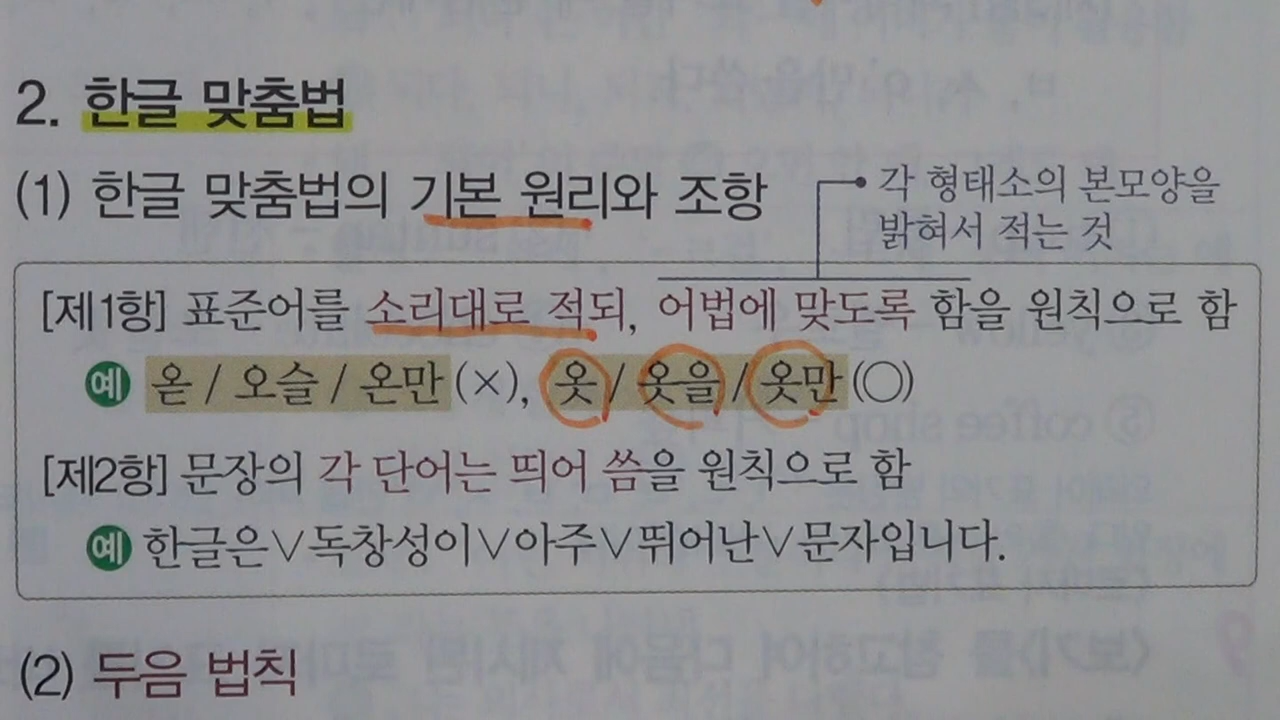 2. 한글 맞춤법
(1) 한글 맞춤법의 기본 원리와 조항
각 형태소의 본모양을
밝혀서 적는 것
[제1항] 표준어를 소리대로 적되, 어법에 맞도록 함을 원칙으로 함
예 옫 / 오슬 / 온만 (×), 옷 / 옷을 / 옷만 (○)
[제2항] 문장의 각 단어는 띄어 씀을 원칙으로 함
예 한글은∨독창성이∨아주∨뛰어난∨문자입니다.
(2) 두음 법칙